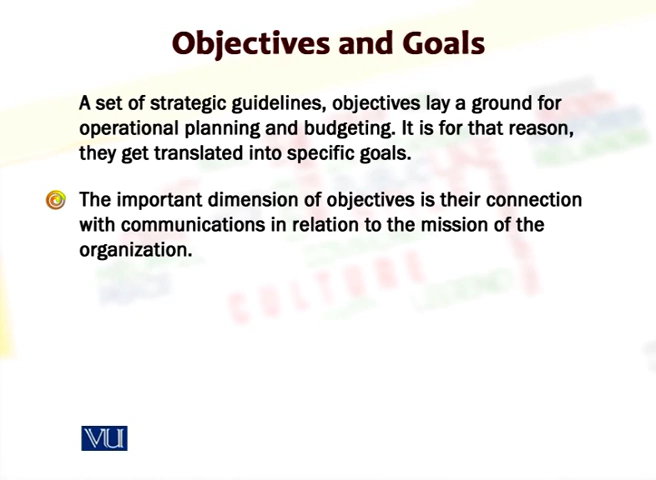 Objectives and Goals
A set of strategic guidelines, objectives lay a ground for
operational planning and budgeting. It is for that reason,
they get translated into specific goals.
The important dimension of objectives is their connection
with communications in relation to the mission of the
organization.
CULTURE
VU